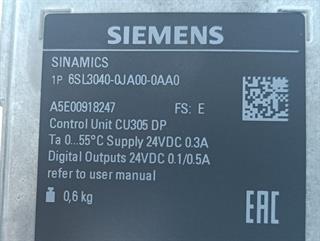 SIEMENS
SINAMICS
1P 6SL3040-0JA00-0AA0
A5E00918247 FS: E
Control Unit CU305 DP
Ta 0...55°C Supply 24VDC 0.3A
Digital Outputs 24VDC 0.1/0.5A
refer to user manual
0,6 kg
EAC